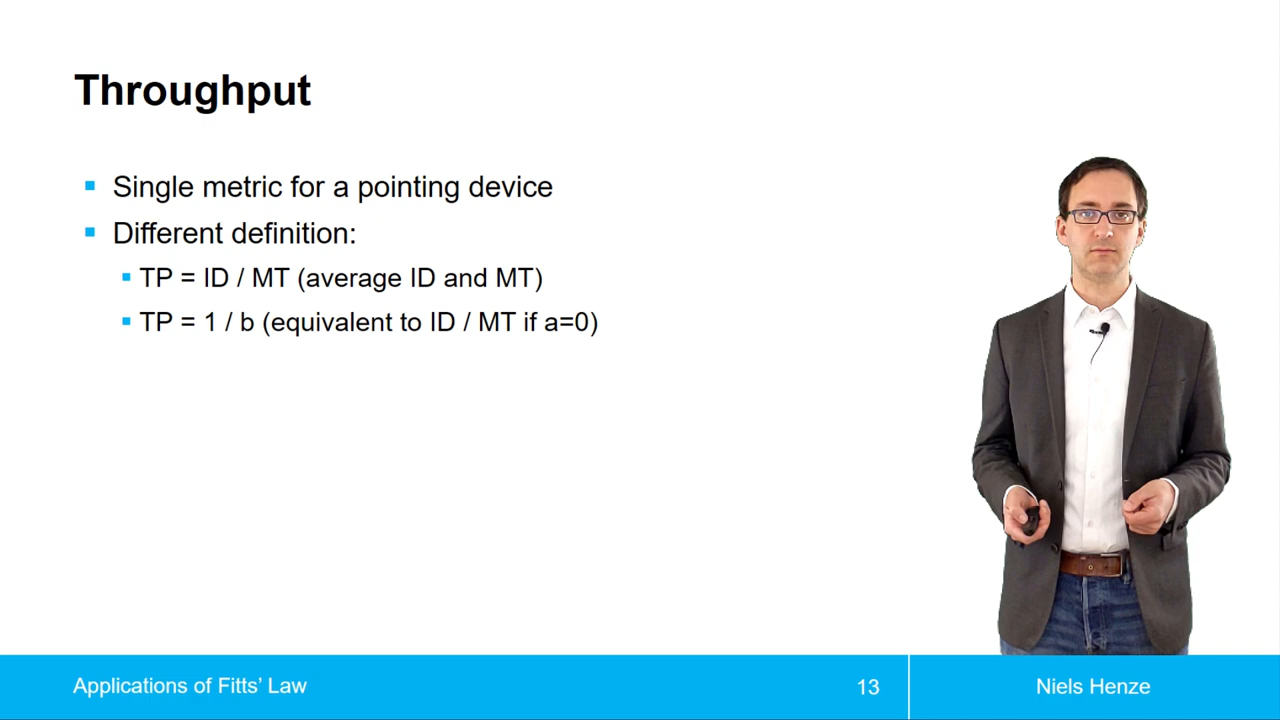 Throughput
Single metric for a pointing device
Different definition:
TP = ID / MT (average ID and MT)
TP = 1 / b (equivalent to ID / MT if a=0)
Applications of Fitts’ Law
13
Niels Henze